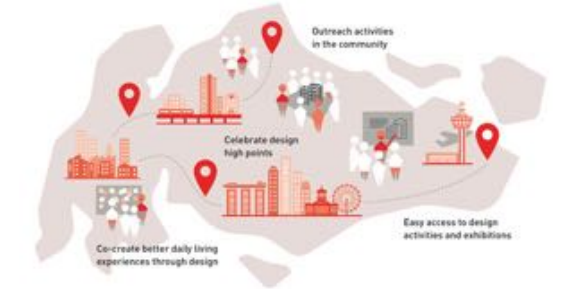 Outreach activities
in the community
Celebrate design
high points
Easy access to design
activities and exhibitions
Co-create better daily living
experiences through design